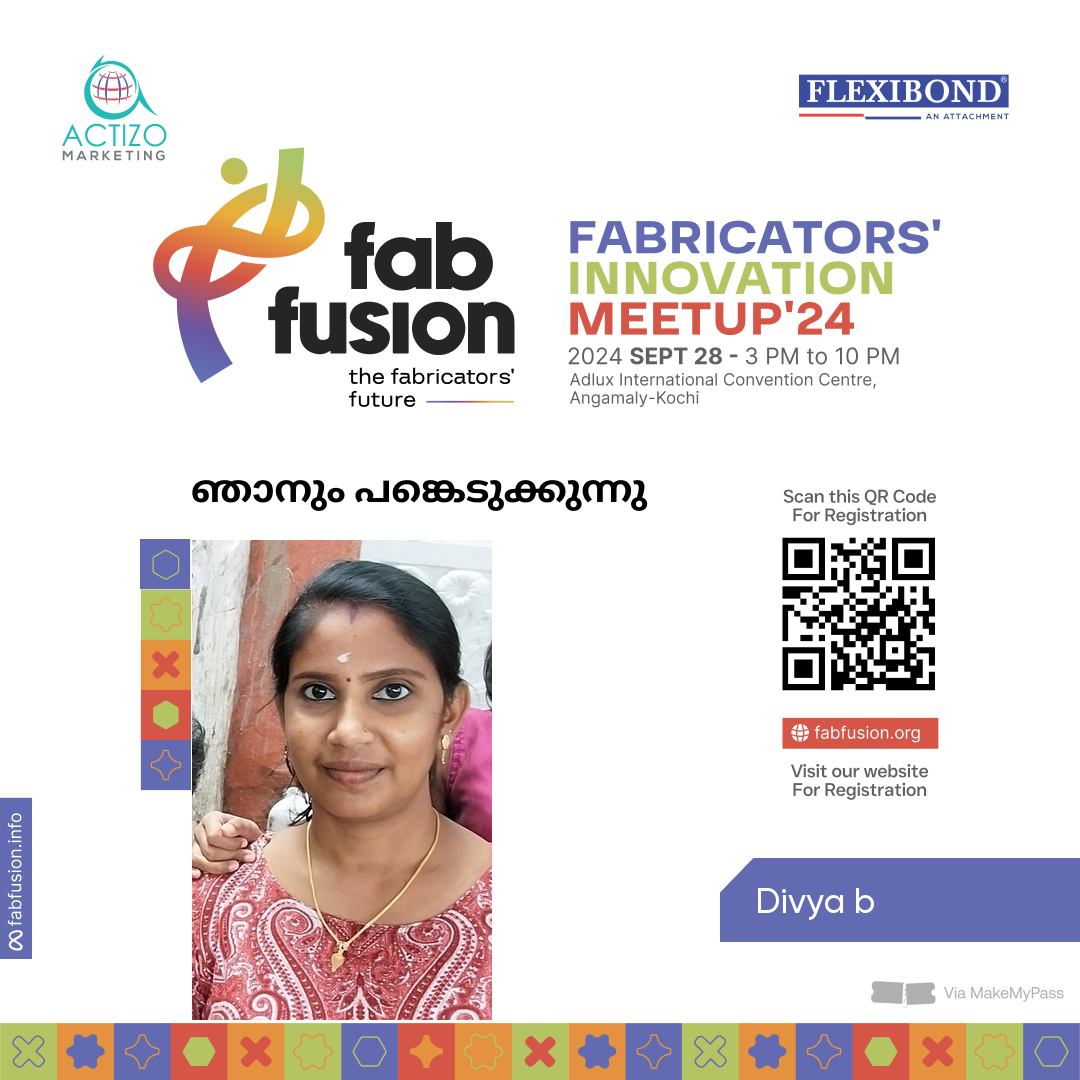 ACTIZO
MARKETING
FLEXIBOND®
AN ATTACHMENT
fab
fusion
the fabricators'
future
FABRICATORS'
INNOVATION
MEETUP'24
2024 SEPT 28 - 3 PM to 10 PM
Adlux International Convention Centre,
Angamaly-Kochi
ഞാനും പങ്കെടുക്കുന്നു
Scan this QR Code
For Registration
fabfusion.org
Visit our website
For Registration
fabfusion.info
Divya b
Via MakeMyPass